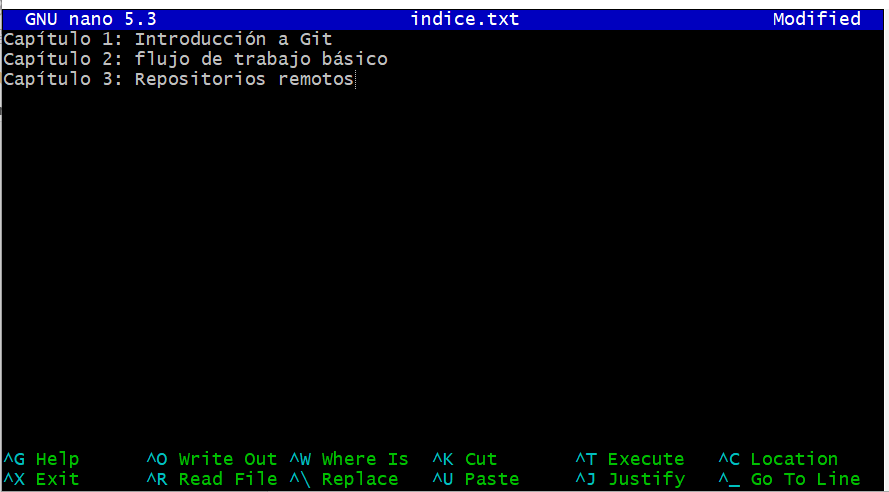 GNU nano 5.3 indice.txt Modified
Capítulo 1: Introducción a Git
Capítulo 2: flujo de trabajo básico
Capítulo 3: Repositorios remotos
^G Help ^O Write Out ^W Where Is ^K Cut ^T Execute ^C Location
^X Exit ^R Read File ^\ Replace ^U Paste ^J Justify ^_ Go To Line